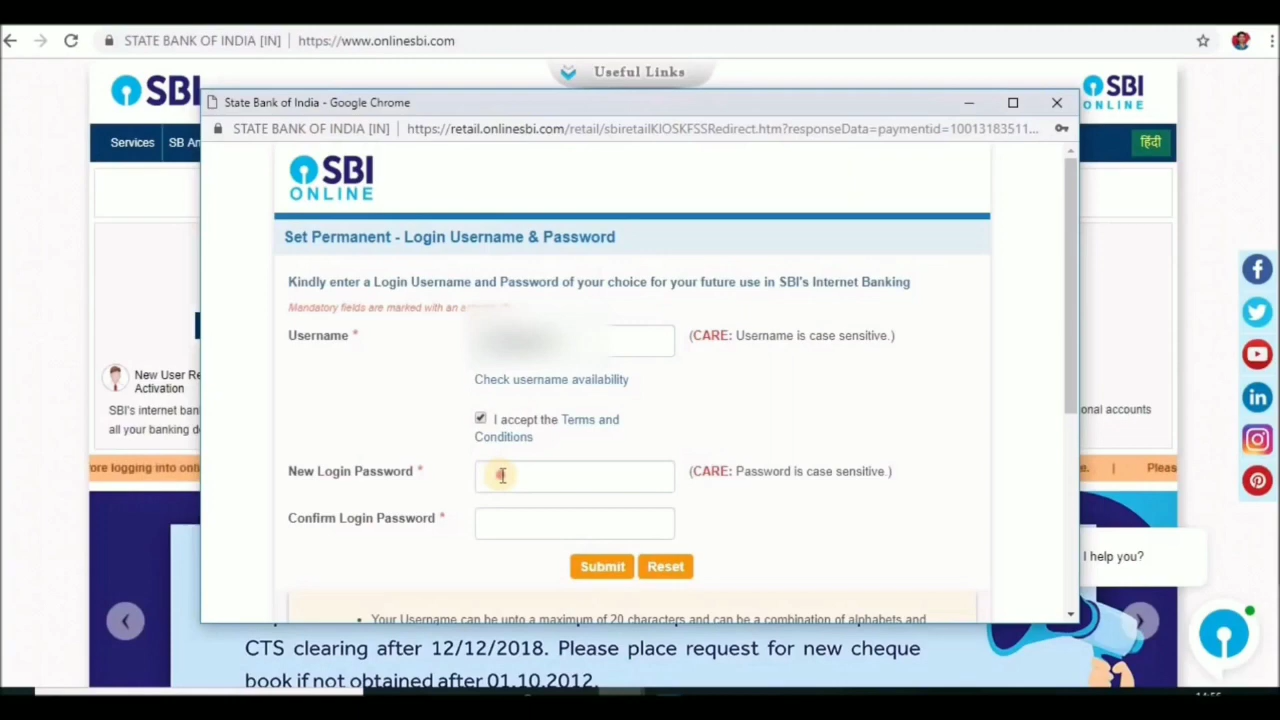 STATE BANK OF INDIA [IN] https://www.onlinesbi.com
Useful Links
SBI
SBI
ONLINE
Services
SB
हिंदी
State Bank of India - Google Chrome
STATE BANK OF INDIA [IN] https://retail.onlinesbi.com/retail/sbiretailKIOSKFSSRedirect.htm?responseData=paymentid=10013183511...
SBI
ONLINE
Set Permanent - Login Username & Password
Kindly enter a Login Username and Password of your choice for your future use in SBI's Internet Banking
Mandatory fields are marked with an
Username *
(CARE: Username is case sensitive.)
Check username availability
I accept the Terms and
Conditions
New Login Password *
(CARE: Password is case sensitive.)
Confirm Login Password *
Submit Reset
Your Username can be upto a maximum of 20 characters and can be a combination of alphabets and
New User Re
Activation
SBI's internet ban
all your banking
onal accounts
ore logging into onli
Pleas
I help you?
CTS clearing after 12/12/2018. Please place request for new cheque
book if not obtained after 01.10.2012.